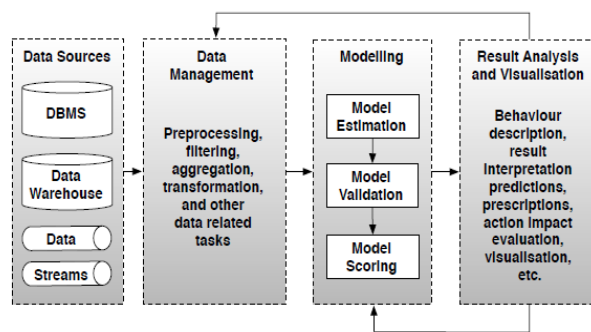 Data Sources
DBMS
Data
Warehouse
Data
Streams
Data
Management
Preprocessing,
filtering,
aggregation,
transformation,
and other
data related
tasks
Modelling
Model
Estimation
Model
Validation
Model
Scoring
Result Analysis
and Visualisation
Behaviour
description,
result
interpretation
predictions,
prescriptions,
action impact
evaluation,
visualisation,
etc.